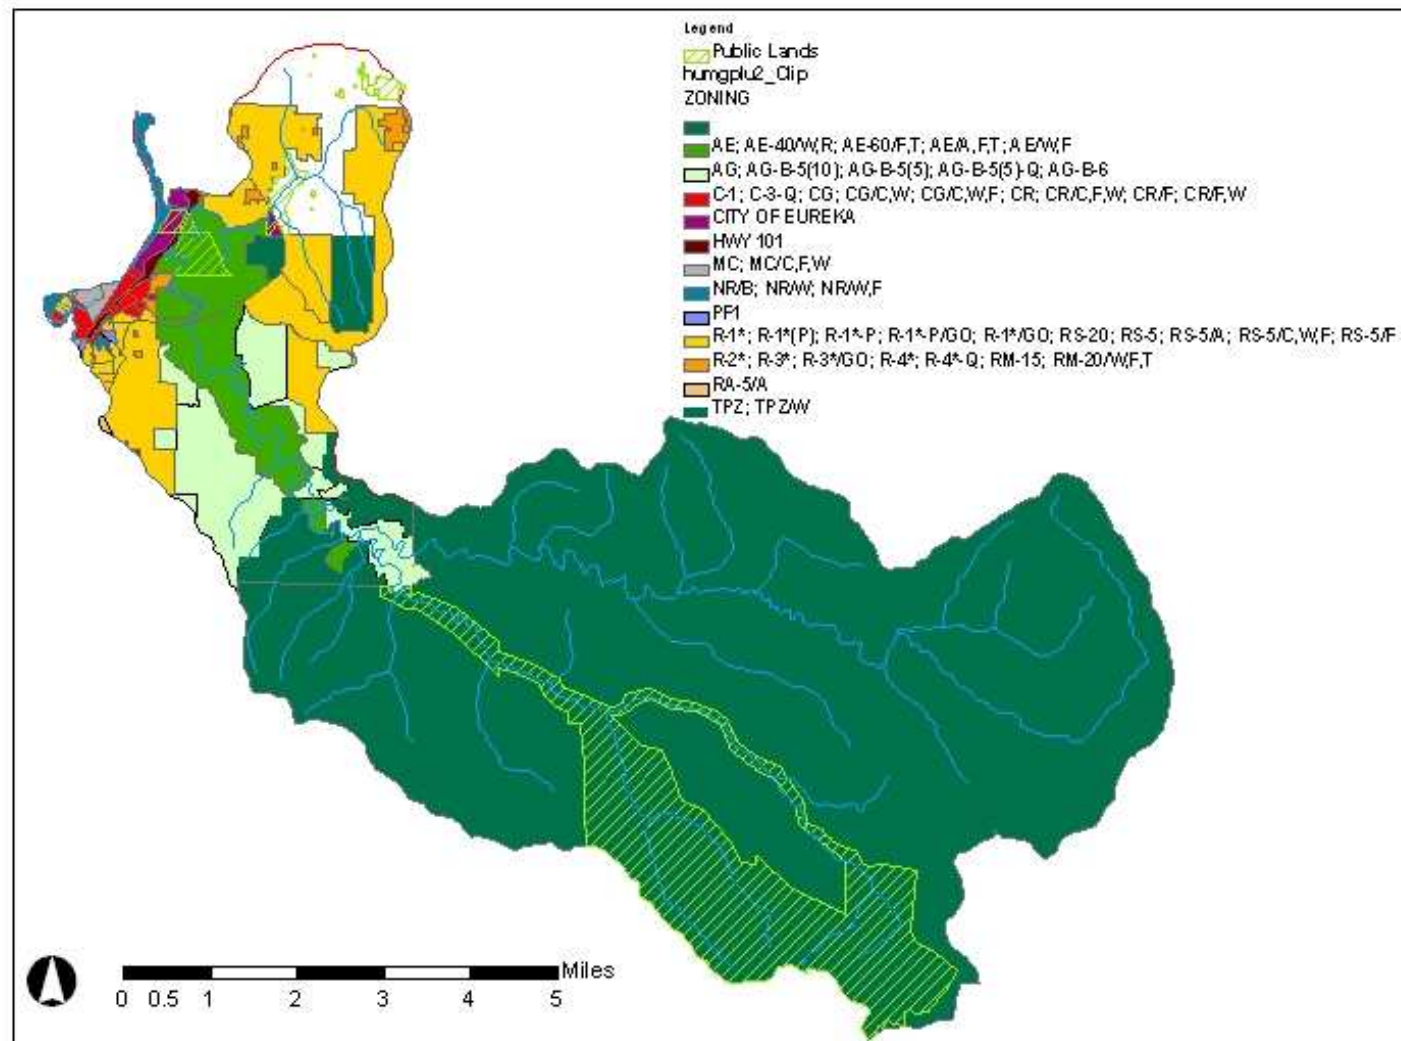 Legend
Public Lands
humgplu2_Clip
ZONING
AE; AE-40/W,R; AE-60/F,T; AE/A,F,T; AE/W,F
AG; AG-B-5(10); AG-B-5(5); AG-B-5(5)-Q; AG-B-6
C-1; C-3-Q; CG; CG/C,W; CG/C,W,F; CR; CR/C,F,W; CR/F; CR/F,W
CITY OF EUREKA
HWY 101
MC; MC/C,F,W
NR/B; NR/W; NR/W,F
PF1
R-1*; R-1*(P); R-1*-P; R-1*-P/GO; R-1*/GO; RS-20; RS-5; RS-5/A; RS-5/C,W,F; RS-5/F
R-2*; R-3*; R-3*/GO; R-4*; R-4*-Q; RM-15; RM-20/W,F,T
RA-5/A
TPZ; TPZ/W
Miles
0 0.5 1 2 3 4 5